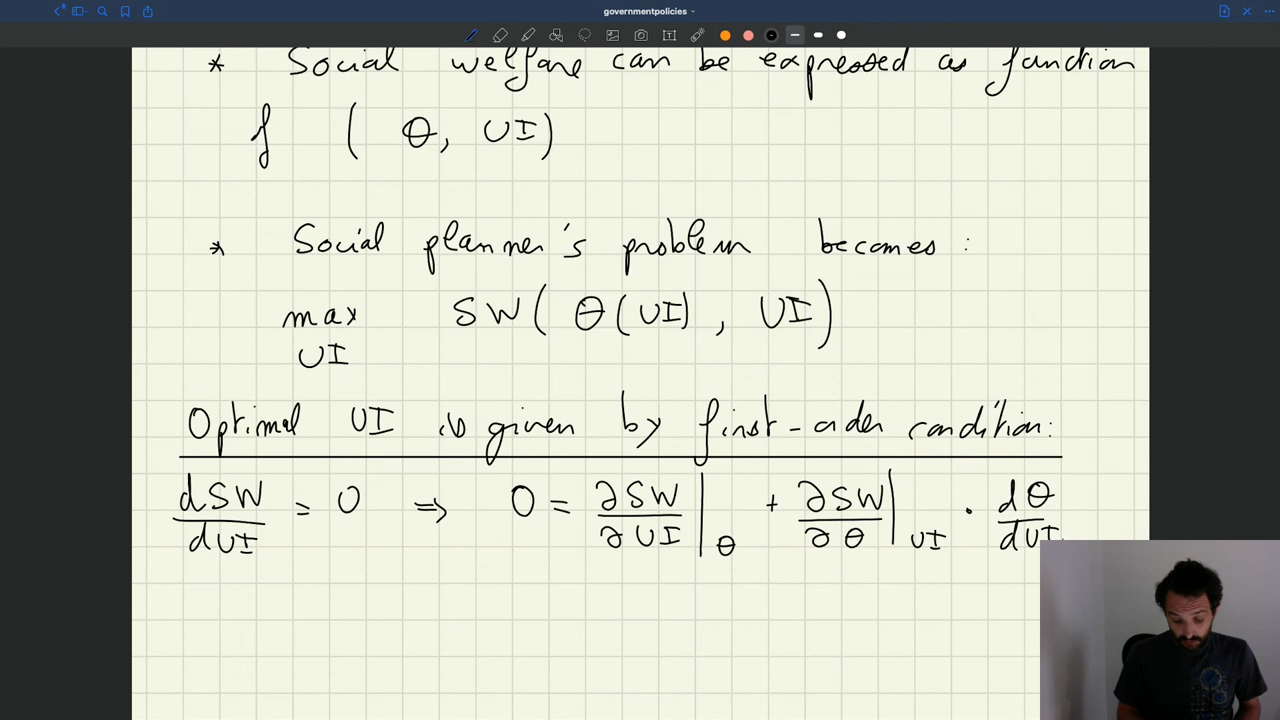 governmentpolicies
* Social welfare can be expressed as function
f ( θ, UI)
* Social planner's problem becomes :
max SW( θ(UI) , UI)
UI
Optimal UI is given by first-order condition:
dSW/dUI = 0 ⇒ 0 = ∂SW/∂UI |θ + ∂SW/∂θ |UI · dθ/dUI